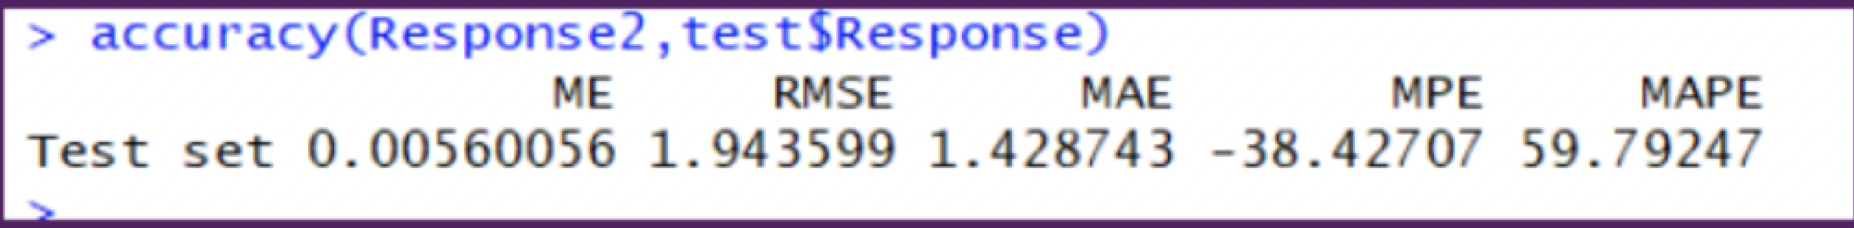 > accuracy(Response2,test$Response)
ME RMSE MAE MPE MAPE
Test set 0.00560056 1.943599 1.428743 -38.42707 59.79247
>